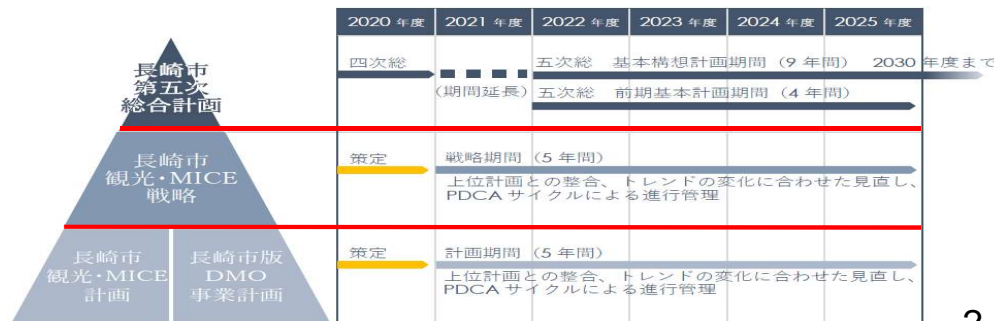 2020 年度 2021 年度 2022 年度 2023 年度 2024 年度 2025 年度
長崎市
第五次
総合計画
四次総
(期間延長)
五次総 基本構想計画期間（9 年間） 2030 年度まで
五次総 前期基本計画期間（4 年間）
長崎市
観光・MICE
戦略
策定
戦略期間（5 年間）
上位計画との整合、トレンドの変化に合わせた見直し、
PDCA サイクルによる進行管理
長崎市
観光・MICE
計画
長崎市版
DMO
事業計画
策定
計画期間（5 年間）
上位計画との整合、トレンドの変化に合わせた見直し、
PDCA サイクルによる進行管理